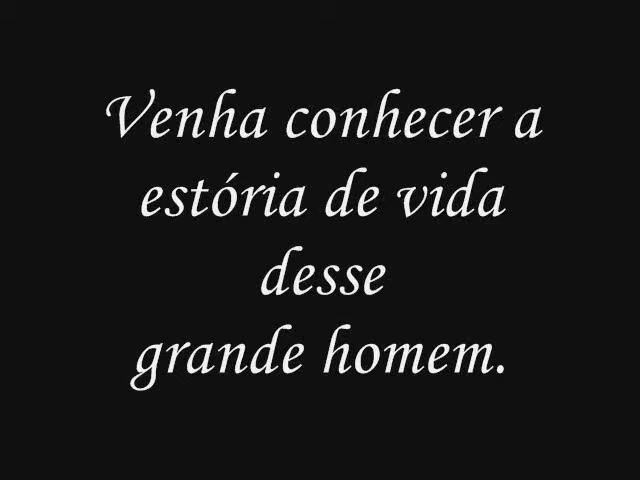 Venha conhecer a
estória de vida
desse
grande homem.